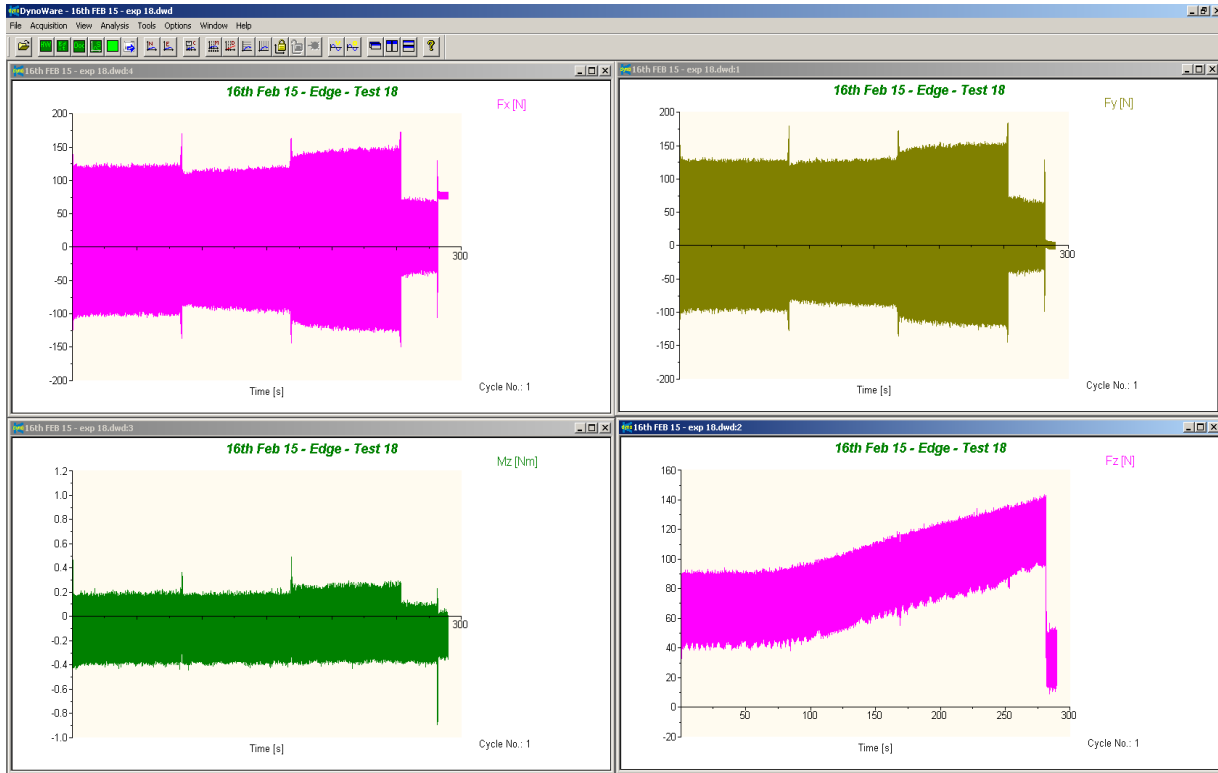 DynoWare - 16th FEB 15 - exp 18.dwd
File Acquisition View Analysis Tools Options Window Help
16th FEB 15 - exp 18.dwd:4
16th Feb 15 - Edge - Test 18
Fx [N]
200
150
100
50
0
-50
-100
-150
-200
300
Time [s]
Cycle No.: 1
16th FEB 15 - exp 18.dwd:1
16th Feb 15 - Edge - Test 18
Fy [N]
200
150
100
50
0
-50
-100
-150
-200
300
Time [s]
Cycle No.: 1
16th FEB 15 - exp 18.dwd:3
16th Feb 15 - Edge - Test 18
Mz [Nm]
1.2
1.0
0.8
0.6
0.4
0.2
0
-0.2
-0.4
-0.6
-0.8
-1.0
300
Time [s]
Cycle No.: 1
16th FEB 15 - exp 18.dwd:2
16th Feb 15 - Edge - Test 18
Fz [N]
160
140
120
100
80
60
40
20
0
-20
50 100 150 200 250 300
Time [s]
Cycle No.: 1